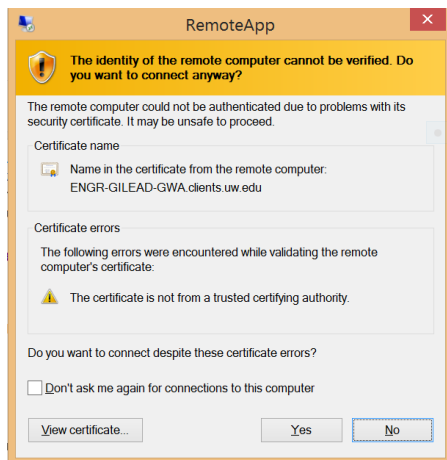 RemoteApp
The identity of the remote computer cannot be verified. Do
you want to connect anyway?
The remote computer could not be authenticated due to problems with its
security certificate. It may be unsafe to proceed.
Certificate name
Name in the certificate from the remote computer:
ENGR-GILEAD-GWA.clients.uw.edu
Certificate errors
The following errors were encountered while validating the remote
computer's certificate:
The certificate is not from a trusted certifying authority.
Do you want to connect despite these certificate errors?
Don't ask me again for connections to this computer
View certificate... Yes No